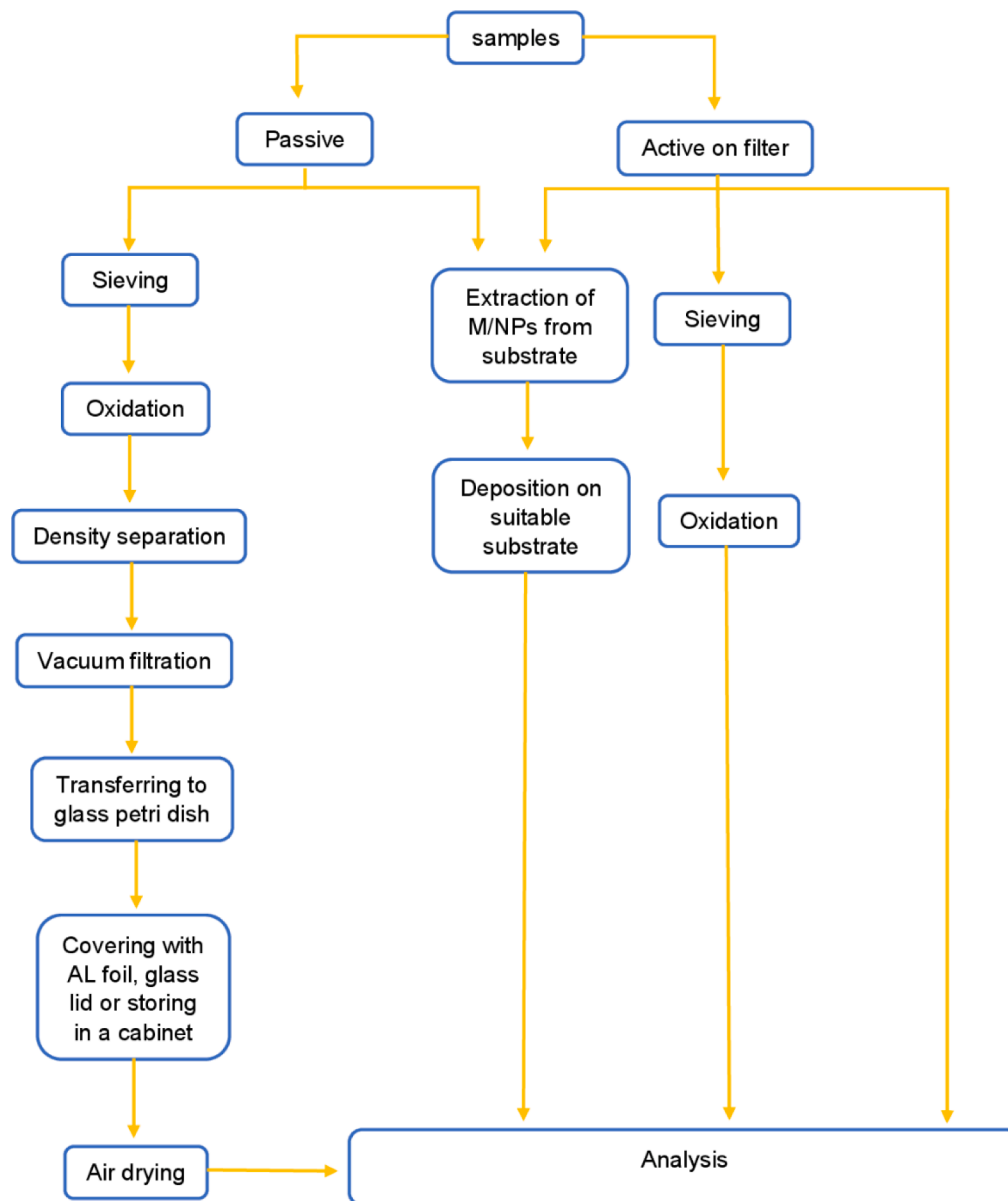 samples
Passive
Active on filter
Sieving
Extraction of
M/NPs from
substrate
Sieving
Oxidation
Deposition on
suitable
substrate
Oxidation
Density separation
Vacuum filtration
Transferring to
glass petri dish
Covering with
AL foil, glass
lid or storing
in a cabinet
Air drying
Analysis